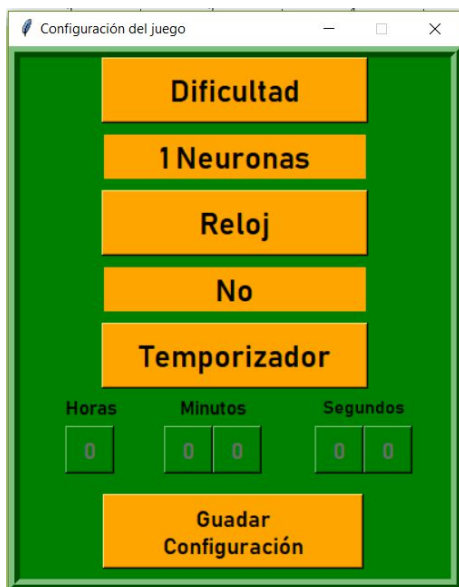 Configuración del juego
Dificultad
1 Neuronas
Reloj
No
Temporizador
Horas Minutos Segundos
0 0 0 0 0
Guadar
Configuración